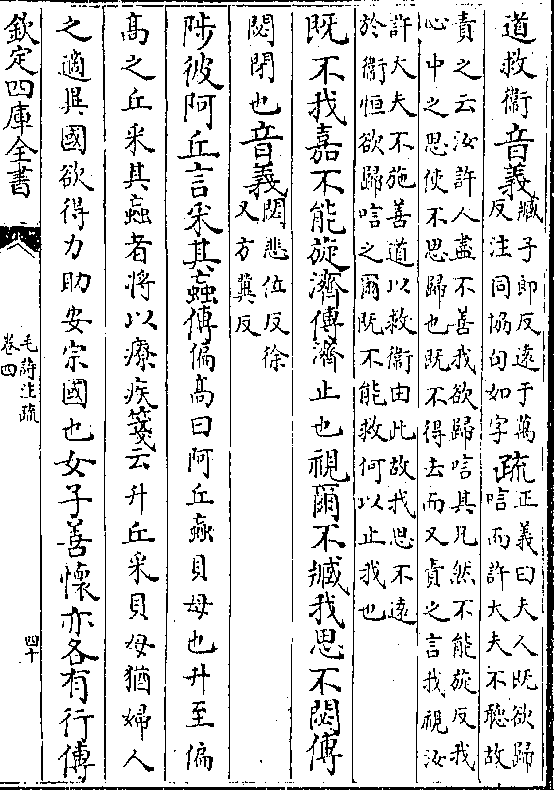 道救衛音義臧子郎反遠于萬
反注同協句如字疏正義曰夫人既欲歸
唁而許大夫不聽故
責之云汝許人盡不善我欲歸唁其兄然不能旋反我
心中之思使不思歸也既不得去而又責之言我視汝
許大夫不施善道以救衛由此故我思不遠
於衛恒欲歸唁之爾既不能救何以止我也
既不我嘉不能旋濟傳濟止也視爾不臧我思不閟傳
閟閉也音義閟悲位反徐
又方冀反
陟彼阿丘言采其蝱傳偏高曰阿丘蝱貝母也升至偏
高之丘采其蝱者將以療疾箋云升丘采貝母猶婦人
之適異國欲得力助安宗國也女子善懷亦各有行傳
欽定四庫全書
毛詩注疏
卷四
四十